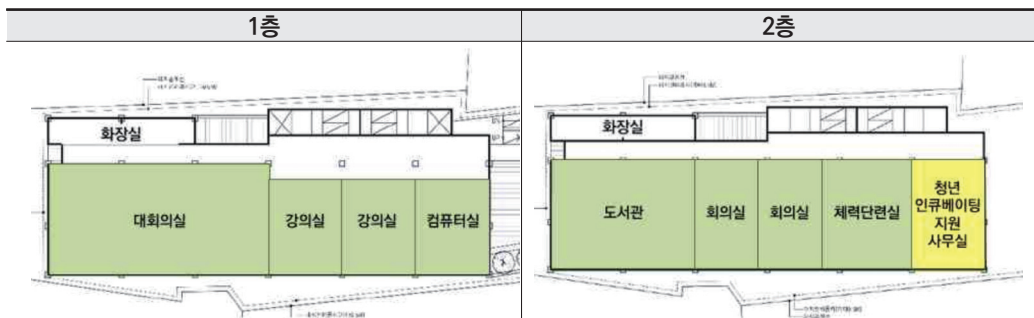 1층
2층
화장실
대회의실
강의실
강의실
컴퓨터실
화장실
도서관
회의실
회의실
체력단련실
청년
인큐베이팅
지원
사무실